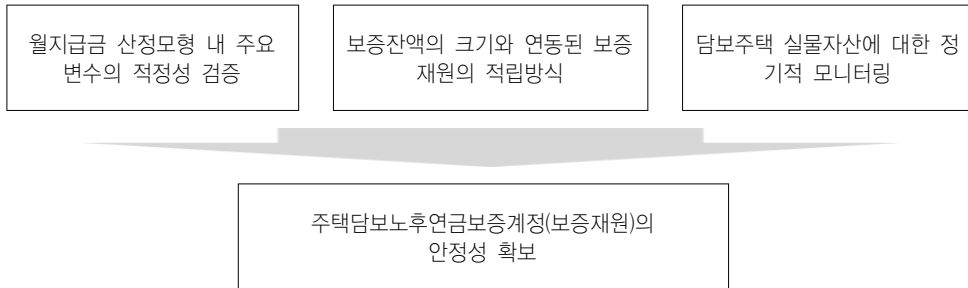 월지급금 산정모형 내 주요
변수의 적정성 검증
보증잔액의 크기와 연동된 보증
재원의 적립방식
담보주택 실물자산에 대한 정
기적 모니터링
주택담보노후연금보증계정(보증재원)의
안정성 확보